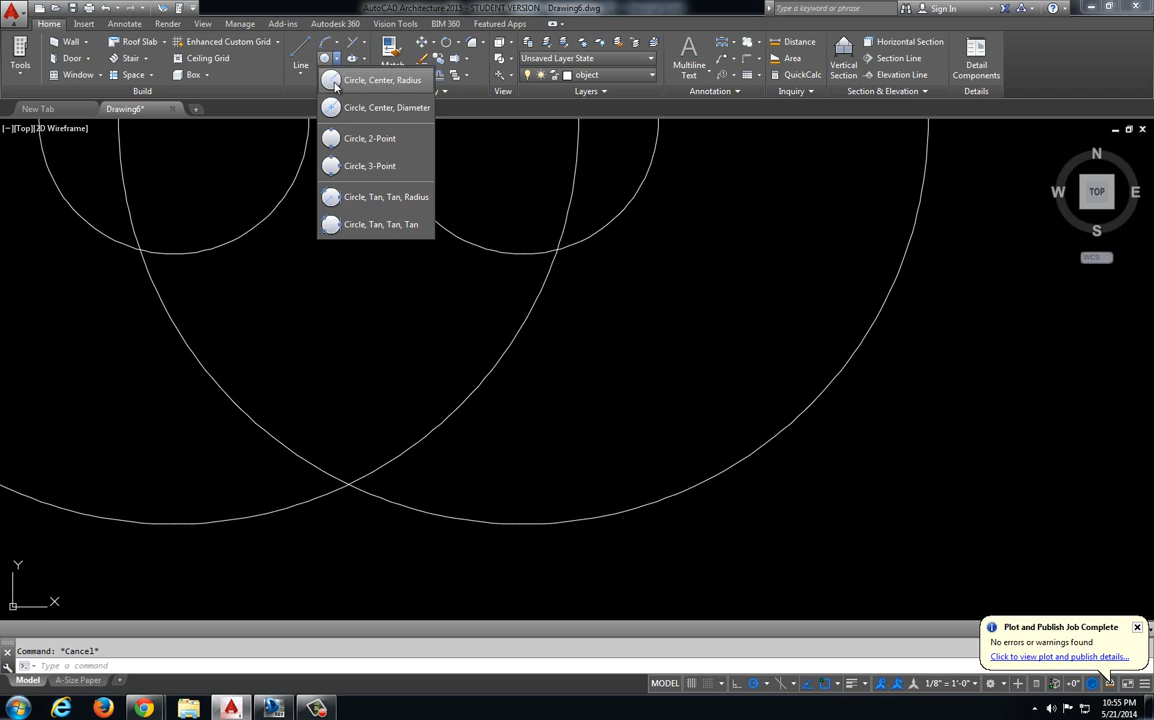 AutoCAD Architecture 2015 - STUDENT VERSION Drawing6.dwg
Type a keyword or phrase
Sign In
Home Insert Annotate Render View Manage Add-ins Autodesk 360 Vision Tools BIM 360 Featured Apps
Tools
Wall
Door
Window
Roof Slab
Stair
Space
Enhanced Custom Grid
Ceiling Grid
Box
Build
Line
Match
Circle, Center, Radius
Circle, Center, Diameter
Circle, 2-Point
Circle, 3-Point
Circle, Tan, Tan, Radius
Circle, Tan, Tan, Tan
View
Unsaved Layer State
object
Layers
Multiline
Text
Annotation
Distance
Area
QuickCalc
Inquiry
Vertical
Section
Horizontal Section
Section Line
Elevation Line
Section & Elevation
Detail
Components
Details
New Tab
Drawing6*
[−][Top][2D Wireframe]
N
W
TOP
E
S
WCS
Y
X
Plot and Publish Job Complete
No errors or warnings found
Click to view plot and publish details...
Command: *Cancel*
Type a command
Model
A-Size Paper
MODEL
1/8" = 1'-0"
+0"
10:55 PM
5/21/2014